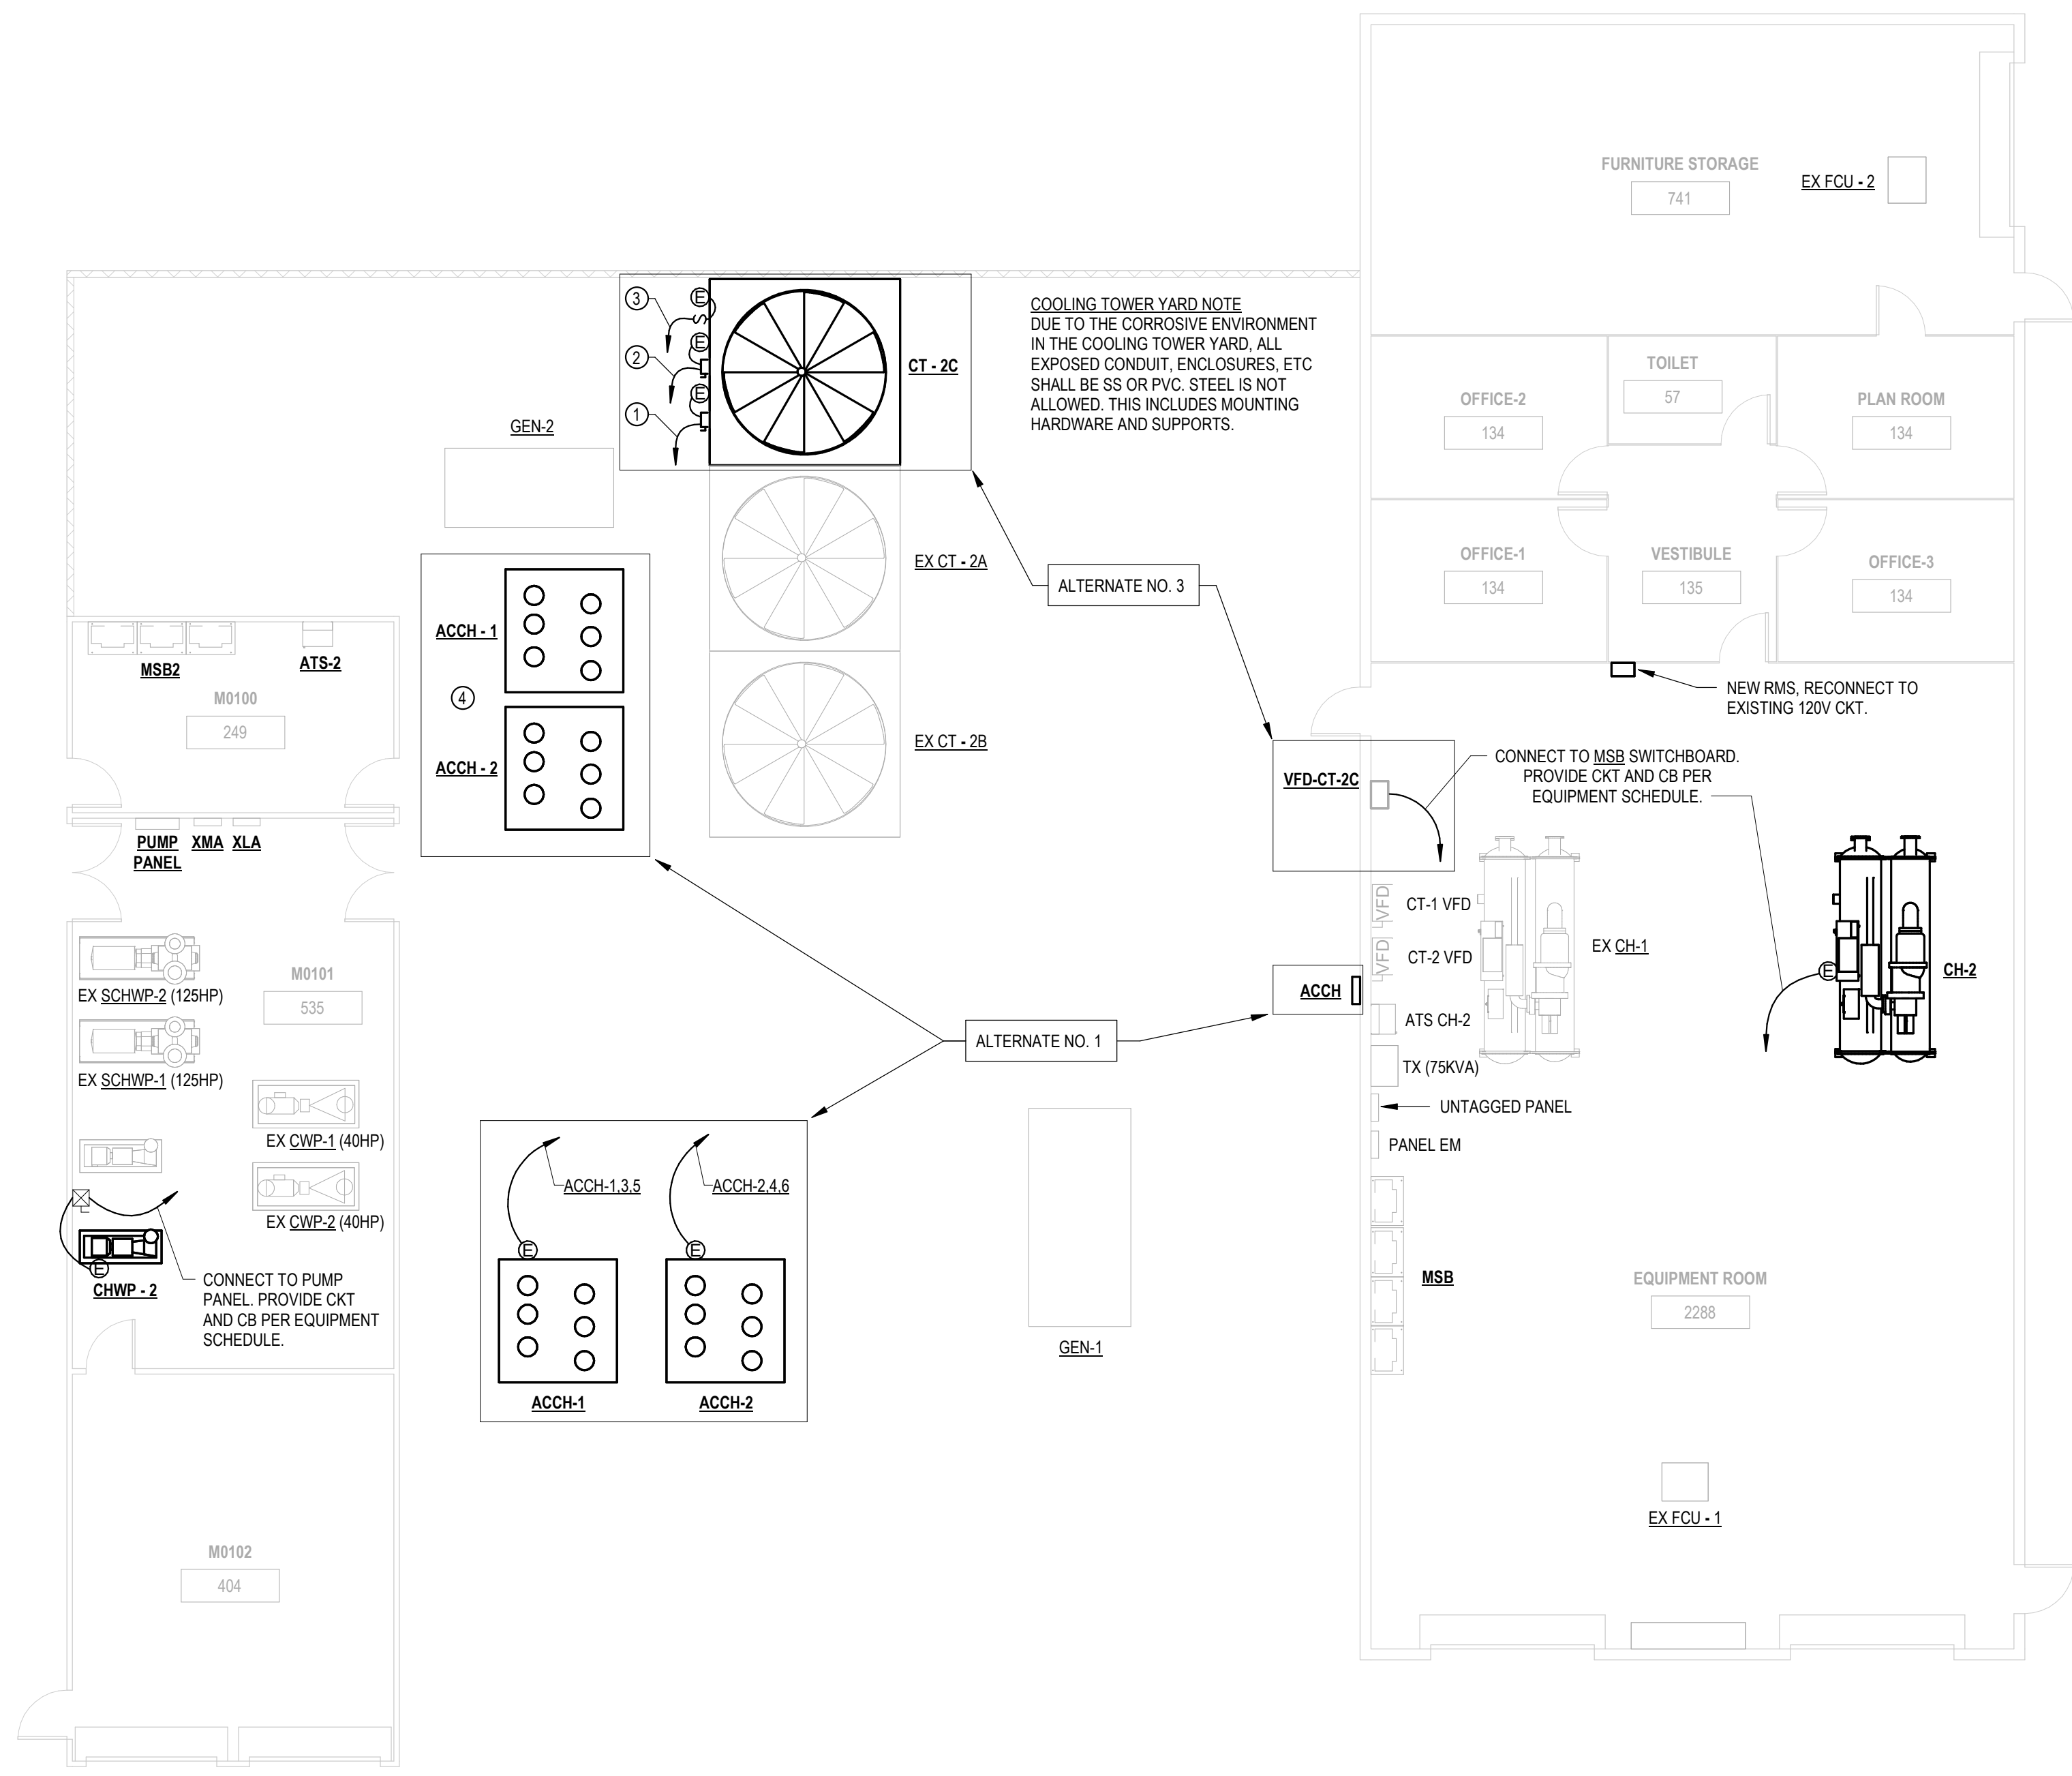 FURNITURE STORAGE
741
EX FCU - 2
3
E
S
2
E
1
E
CT - 2C
COOLING TOWER YARD NOTE
DUE TO THE CORROSIVE ENVIRONMENT
IN THE COOLING TOWER YARD, ALL
EXPOSED CONDUIT, ENCLOSURES, ETC
SHALL BE SS OR PVC. STEEL IS NOT
ALLOWED. THIS INCLUDES MOUNTING
HARDWARE AND SUPPORTS.
TOILET
57
OFFICE-2
134
PLAN ROOM
134
GEN-2
OFFICE-1
134
VESTIBULE
135
OFFICE-3
134
EX CT - 2A
ALTERNATE NO. 3
ACCH - 1
4
ACCH - 2
EX CT - 2B
MSB2
ATS-2
M0100
249
NEW RMS, RECONNECT TO
EXISTING 120V CKT.
CONNECT TO MSB SWITCHBOARD.
PROVIDE CKT AND CB PER
EQUIPMENT SCHEDULE.
VFD-CT-2C
PUMP
PANEL
XMA
XLA
VFD
CT-1 VFD
VFD
CT-2 VFD
EX CH-1
E
CH-2
M0101
535
EX SCHWP-2 (125HP)
EX SCHWP-1 (125HP)
ACCH
ATS CH-2
ALTERNATE NO. 1
TX (75KVA)
UNTAGGED PANEL
PANEL EM
EX CWP-1 (40HP)
EX CWP-2 (40HP)
ACCH-1,3,5
ACCH-2,4,6
E
E
E
CHWP - 2
CONNECT TO PUMP
PANEL. PROVIDE CKT
AND CB PER EQUIPMENT
SCHEDULE.
MSB
EQUIPMENT ROOM
2288
GEN-1
ACCH-1
ACCH-2
EX FCU - 1
M0102
404